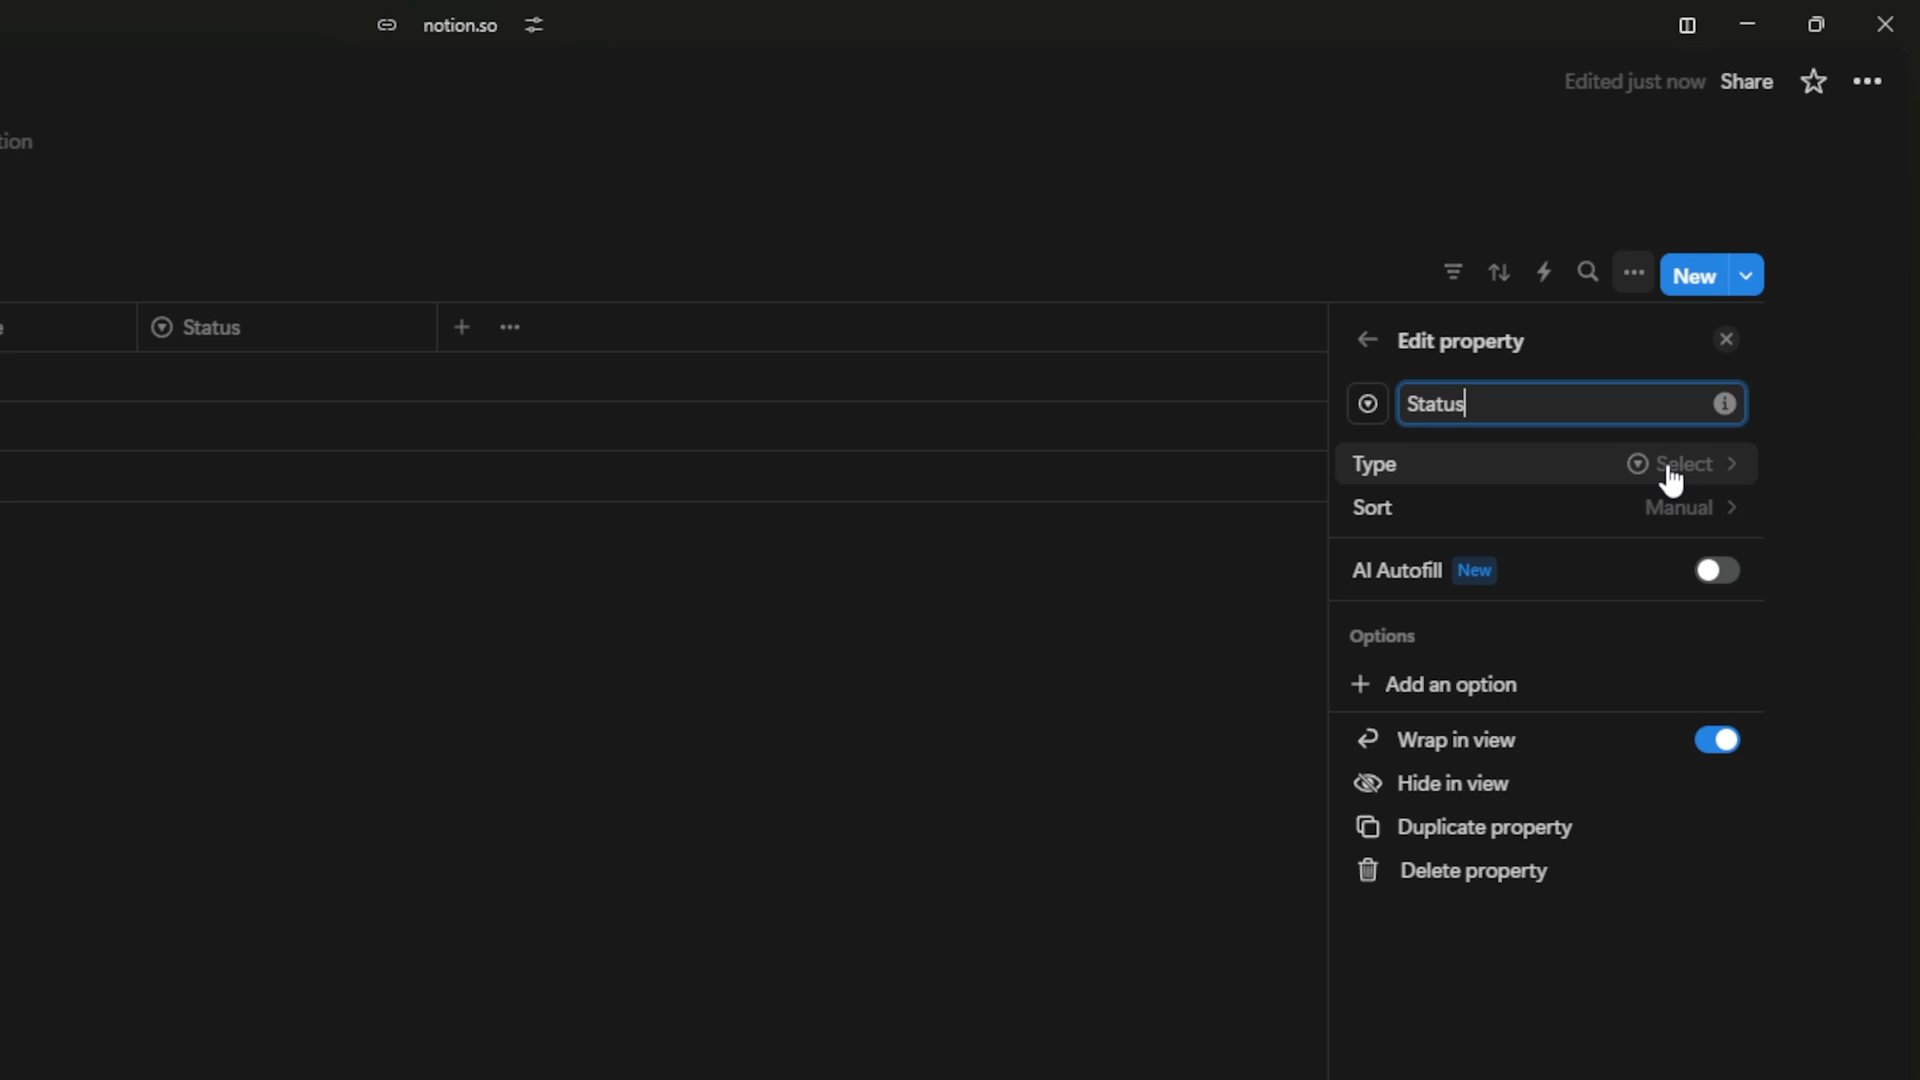 notion.so
Edited just now Share
tion
New
e Status
Edit property
Status
Type Select
Sort Manual
AI Autofill New
Options
Add an option
Wrap in view
Hide in view
Duplicate property
Delete property